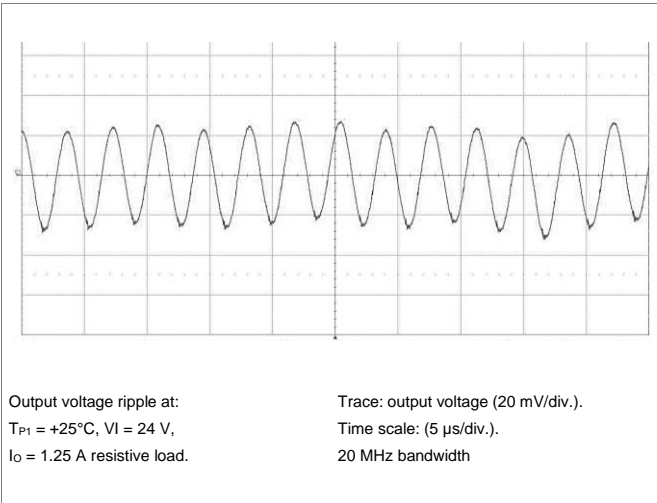 Output voltage ripple at:
TP1 = +25°C, VI = 24 V,
IO = 1.25 A resistive load.
Trace: output voltage (20 mV/div.).
Time scale: (5 µs/div.).
20 MHz bandwidth